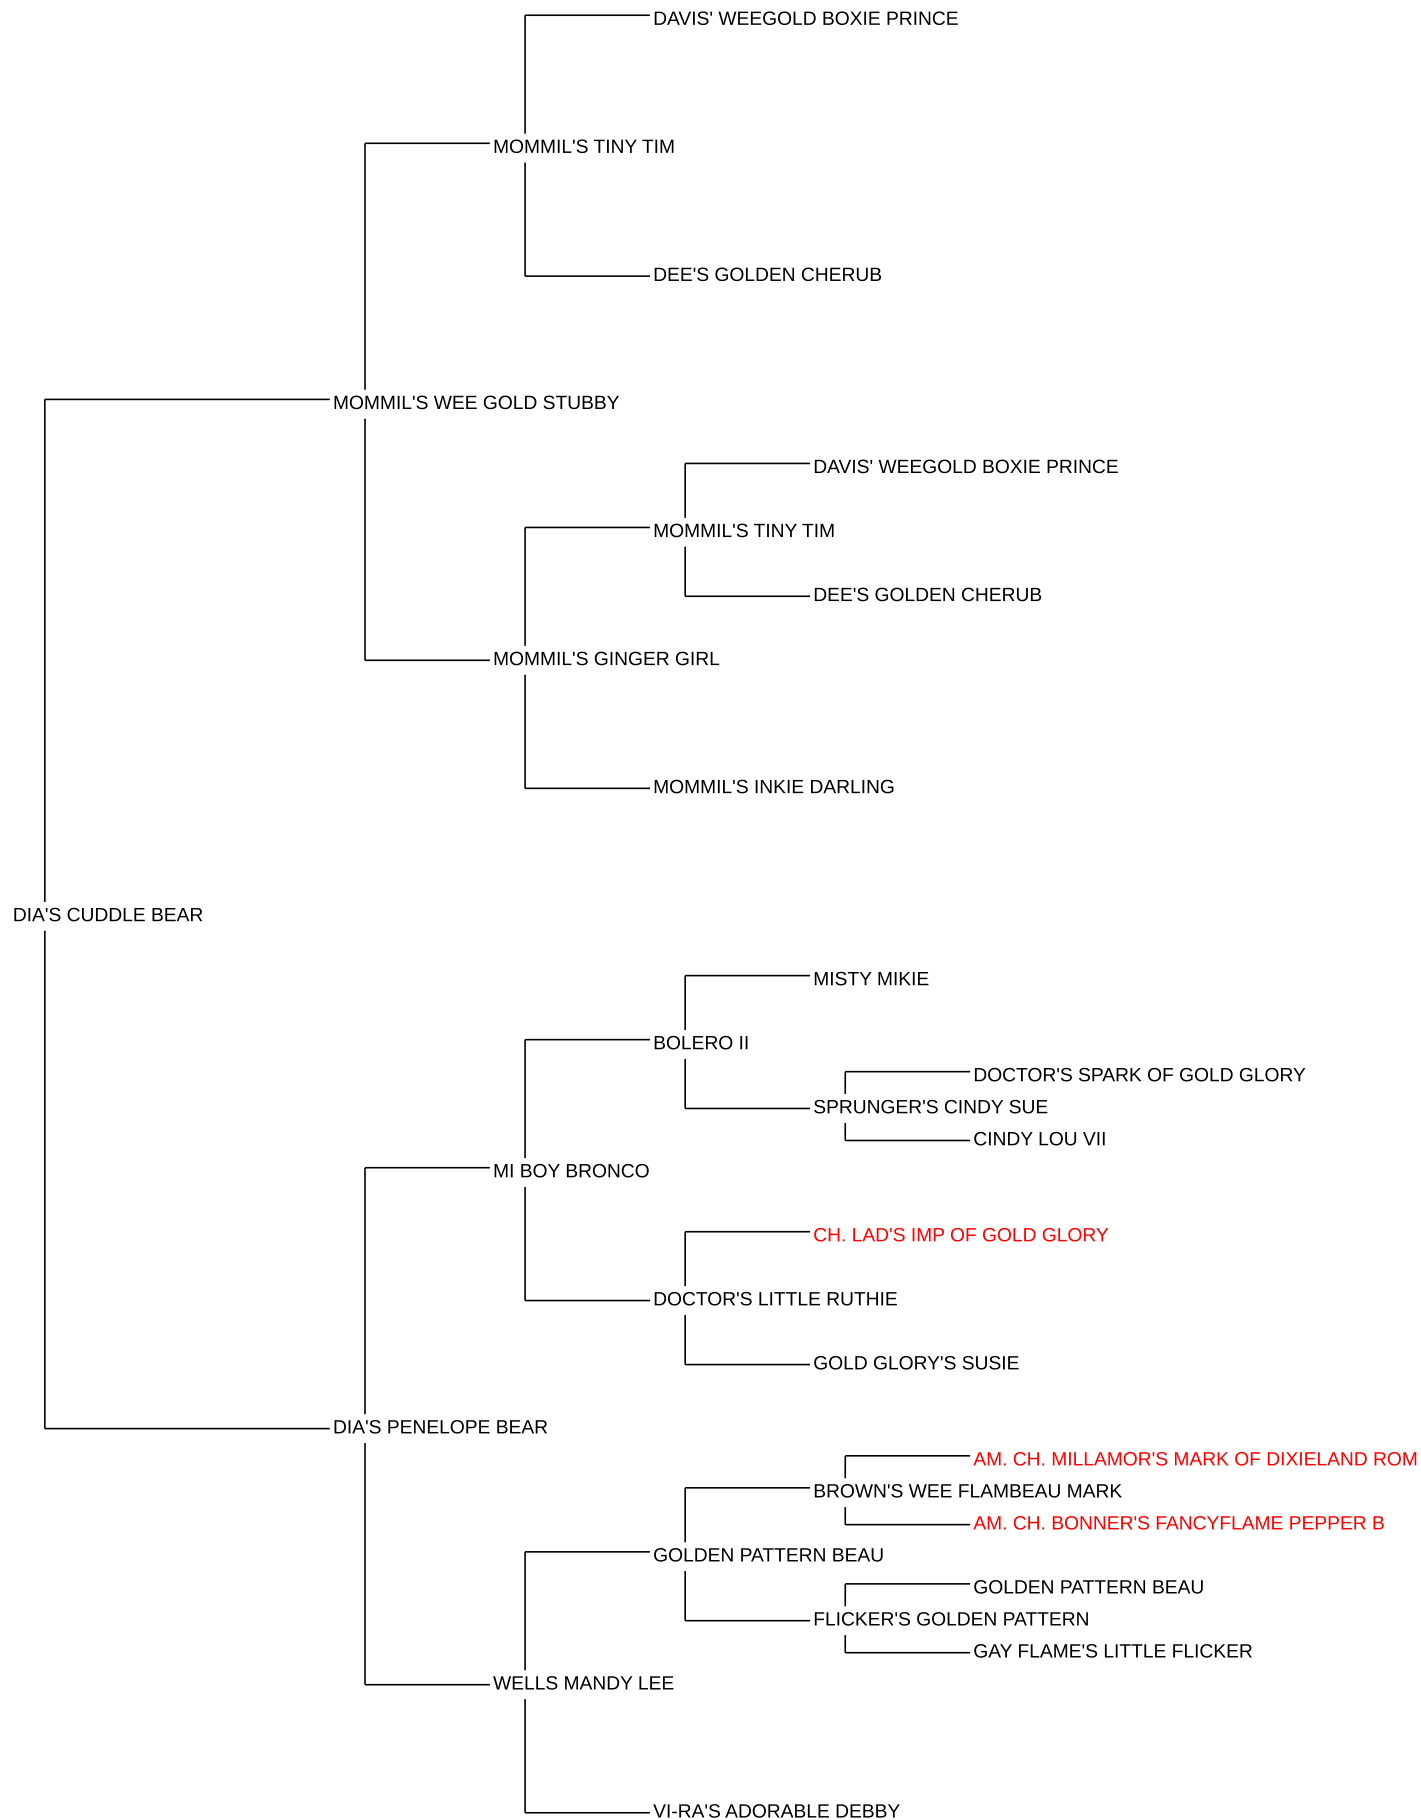 DAVIS' WEEGOLD BOXIE PRINCE
MOMMIL'S TINY TIM
DEE'S GOLDEN CHERUB
MOMMIL'S WEE GOLD STUBBY
DAVIS' WEEGOLD BOXIE PRINCE
MOMMIL'S TINY TIM
DEE'S GOLDEN CHERUB
MOMMIL'S GINGER GIRL
MOMMIL'S INKIE DARLING
DIA'S CUDDLE BEAR
MISTY MIKIE
BOLERO II
DOCTOR'S SPARK OF GOLD GLORY
SPRUNGER'S CINDY SUE
CINDY LOU VII
MI BOY BRONCO
CH. LAD'S IMP OF GOLD GLORY
DOCTOR'S LITTLE RUTHIE
GOLD GLORY'S SUSIE
DIA'S PENELOPE BEAR
AM. CH. MILLAMOR'S MARK OF DIXIELAND ROM
BROWN'S WEE FLAMBEAU MARK
AM. CH. BONNER'S FANCYFLAME PEPPER B
GOLDEN PATTERN BEAU
GOLDEN PATTERN BEAU
FLICKER'S GOLDEN PATTERN
GAY FLAME'S LITTLE FLICKER
WELLS MANDY LEE
VI-RA'S ADORABLE DEBBY